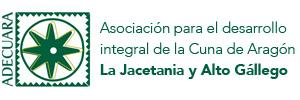 ADECUARA
Asociación para el desarrollo
integral de la Cuna de Aragón
La Jacetania y Alto Gállego